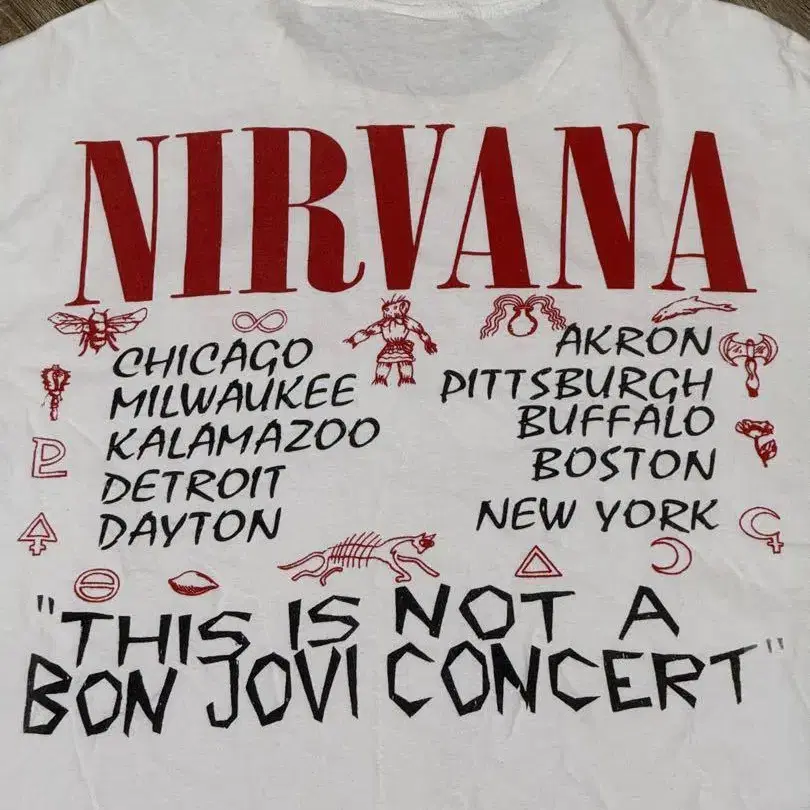 NIRVANA
CHICAGO
MILWAUKEE
KALAMAZOO
DETROIT
DAYTON
AKRON
PITTSBURGH
BUFFALO
BOSTON
NEW YORK
"THIS IS NOT A
BON JOVI CONCERT"